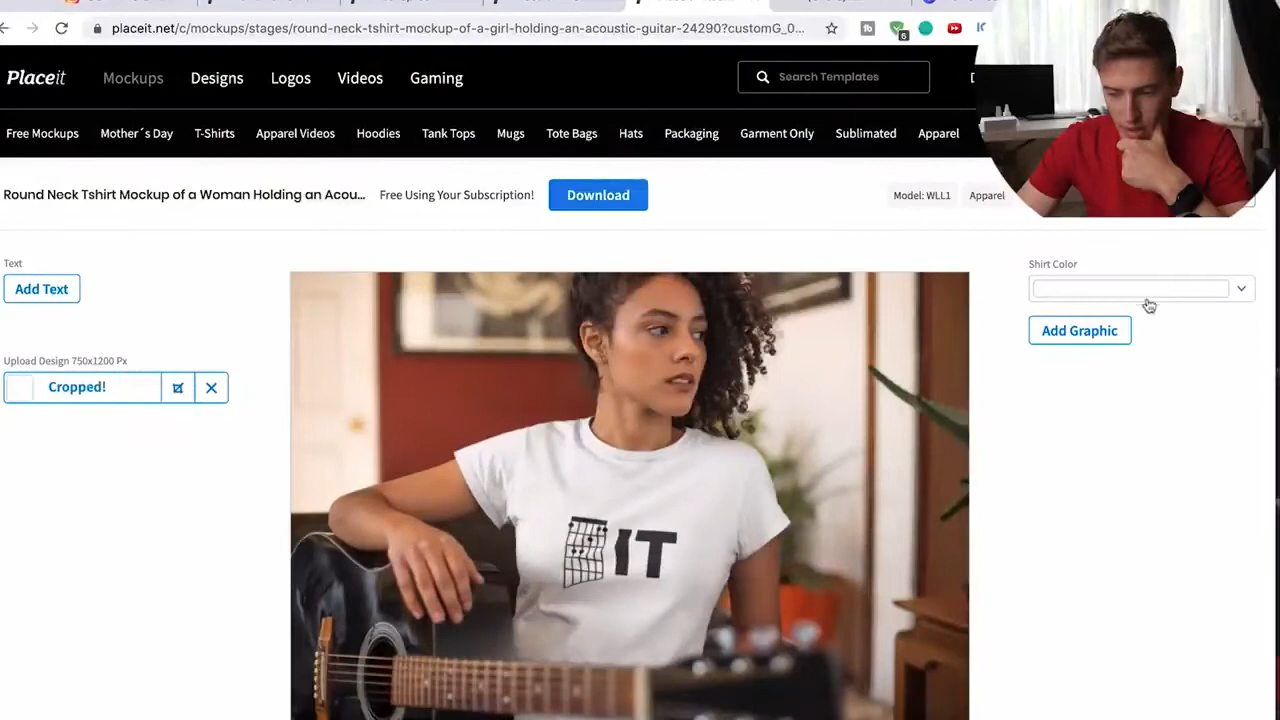 placeit.net/c/mockups/stages/round-neck-tshirt-mockup-of-a-girl-holding-an-acoustic-guitar-24290?customG_0...
6
Placeit Mockups Designs Logos Videos Gaming Search Templates
Free Mockups Mother´s Day T-Shirts Apparel Videos Hoodies Tank Tops Mugs Tote Bags Hats Packaging Garment Only Sublimated Apparel
Round Neck Tshirt Mockup of a Woman Holding an Acou... Free Using Your Subscription! Download Model: WLL1 Apparel
Text
Add Text
Shirt Color
Add Graphic
Upload Design 750x1200 Px
Cropped!
IT